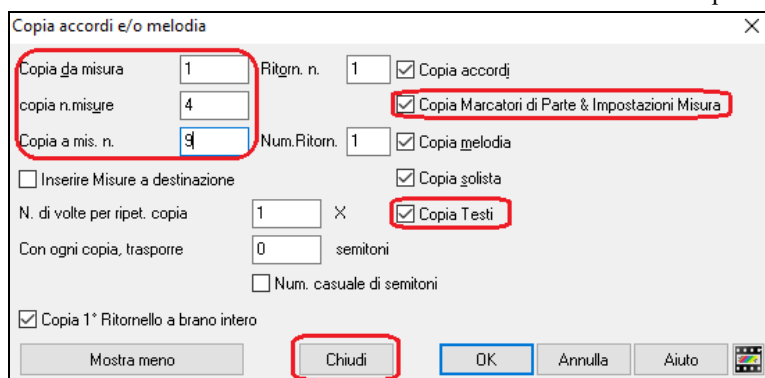 Copia accordi e/o melodia
Copia da misura 1 Ritorn. n. 1 Copia accordi
copia n.misure 4 Copia Marcatori di Parte & Impostazioni Misura
Copia a mis. n. 9 Num.Ritorn. 1 Copia melodia
Inserire Misure a destinazione Copia solista
N. di volte per ripet. copia 1 X Copia Testi
Con ogni copia, trasporre 0 semitoni
Num. casuale di semitoni
Copia 1° Ritornello a brano intero
Mostra meno Chiudi OK Annulla Aiuto